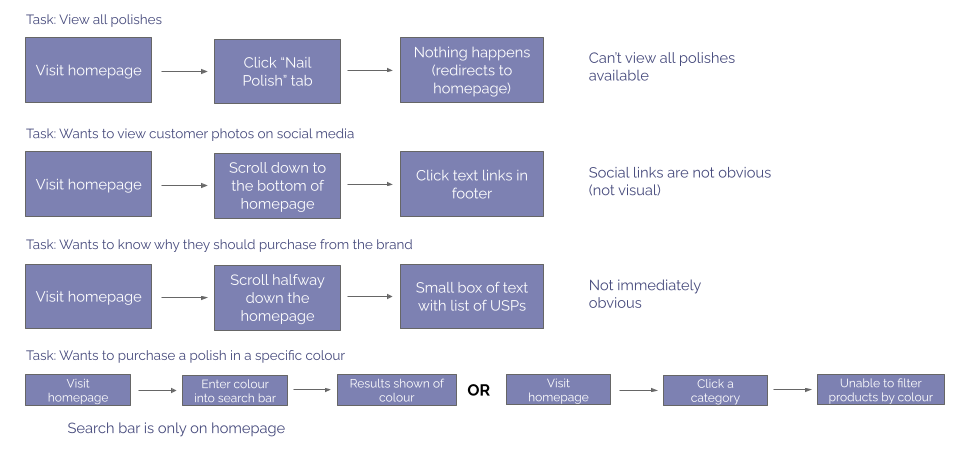 Task: View all polishes
Visit homepage
Click “Nail
Polish” tab
Nothing happens
(redirects to
homepage)
Can’t view all polishes
available
Task: Wants to view customer photos on social media
Visit homepage
Scroll down to
the bottom of
homepage
Click text links in
footer
Social links are not obvious
(not visual)
Task: Wants to know why they should purchase from the brand
Visit homepage
Scroll halfway
down the
homepage
Small box of text
with list of USPs
Not immediately
obvious
Task: Wants to purchase a polish in a specific colour
Visit
homepage
Enter colour
into search bar
Results shown of
colour
OR
Visit
homepage
Click a
category
Unable to filter
products by colour
Search bar is only on homepage